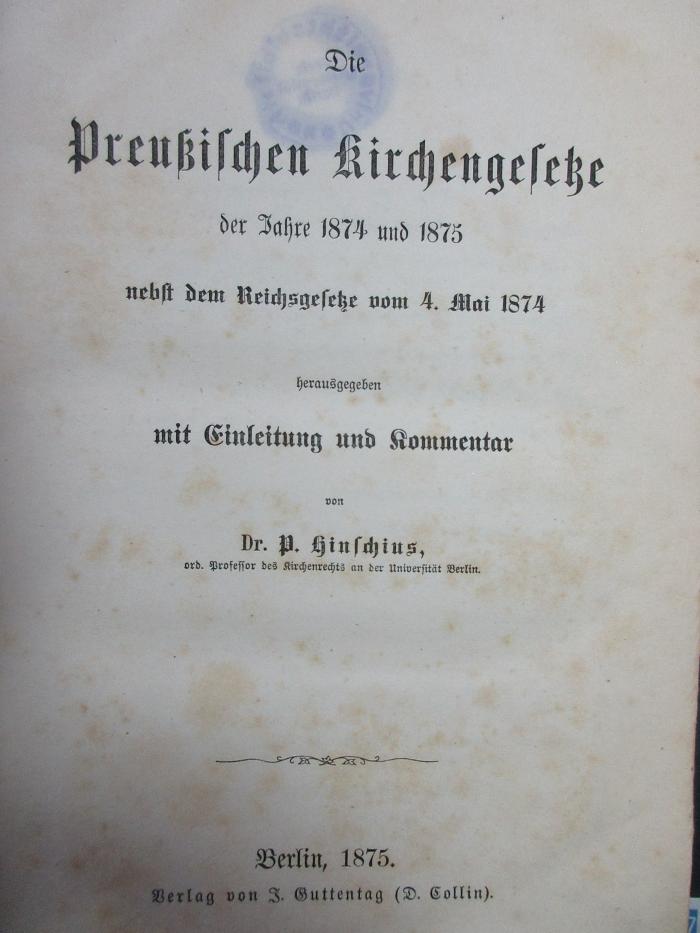 Die
Preußiſchen Kirchengeſetze
der Jahre 1874 und 1875
nebſt dem Reichsgeſetze vom 4. Mai 1874
herausgegeben
mit Einleitung und Kommentar
von
Dr. P. Hinſchius,
ord. Profeſſor des Kirchenrechts an der Univerſität Berlin.
Berlin, 1875.
Verlag von J. Guttentag (D. Collin).